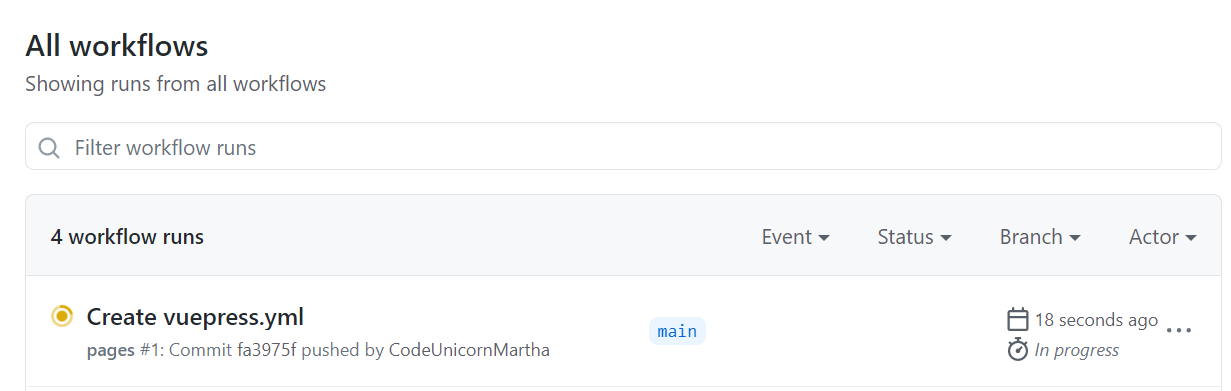 All workflows
Showing runs from all workflows
Filter workflow runs
4 workflow runs Event Status Branch Actor
Create vuepress.yml main 18 seconds ago
pages #1: Commit fa3975f pushed by CodeUnicornMartha In progress